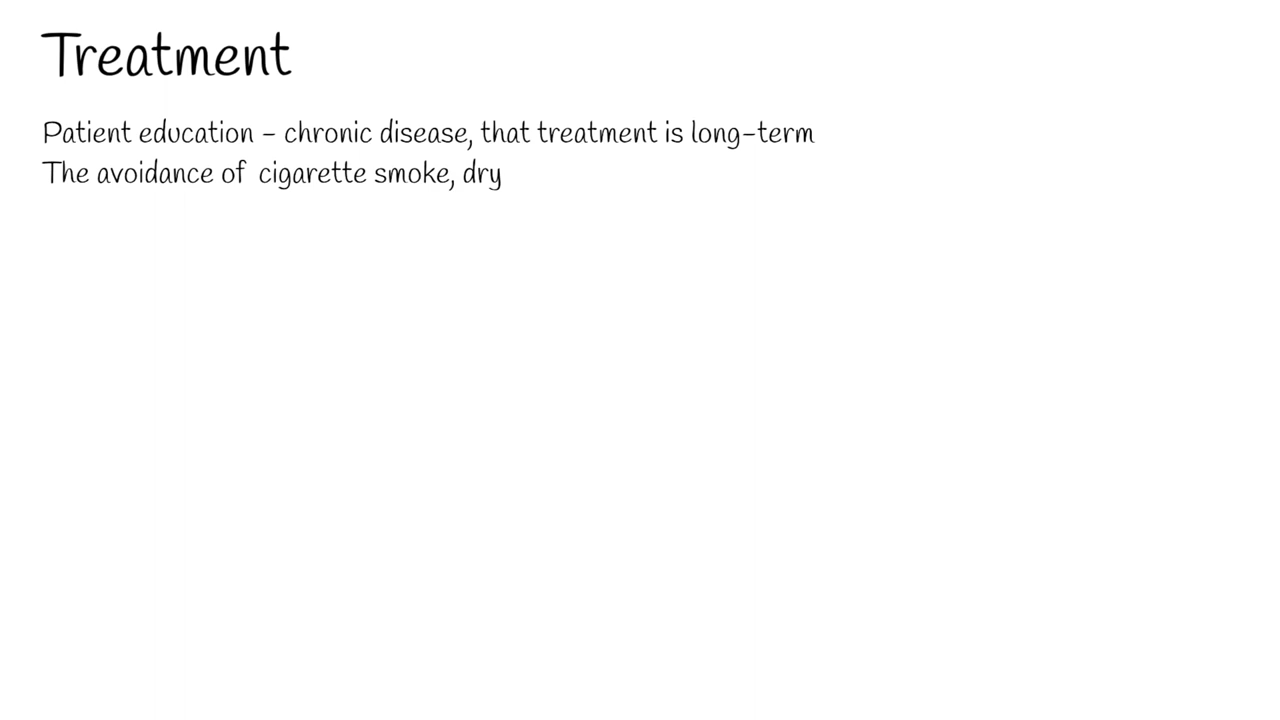 Treatment
Patient education - chronic disease, that treatment is long-term
The avoidance of cigarette smoke, dry